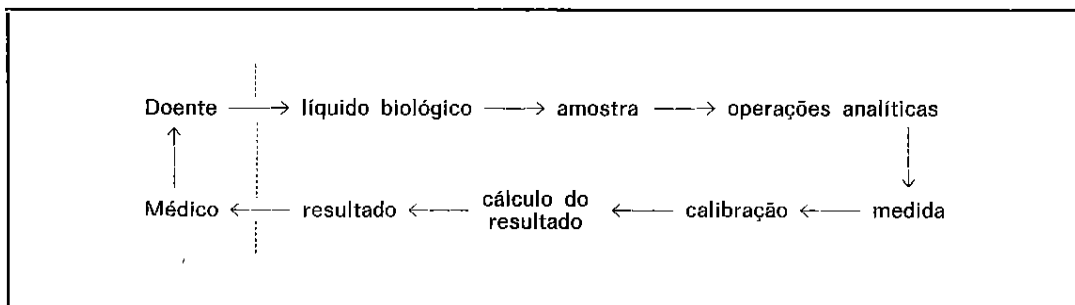 Doente → líquido biológico → amostra → operações analíticas
Médico ← resultado ← cálculo do resultado ← calibração ← medida